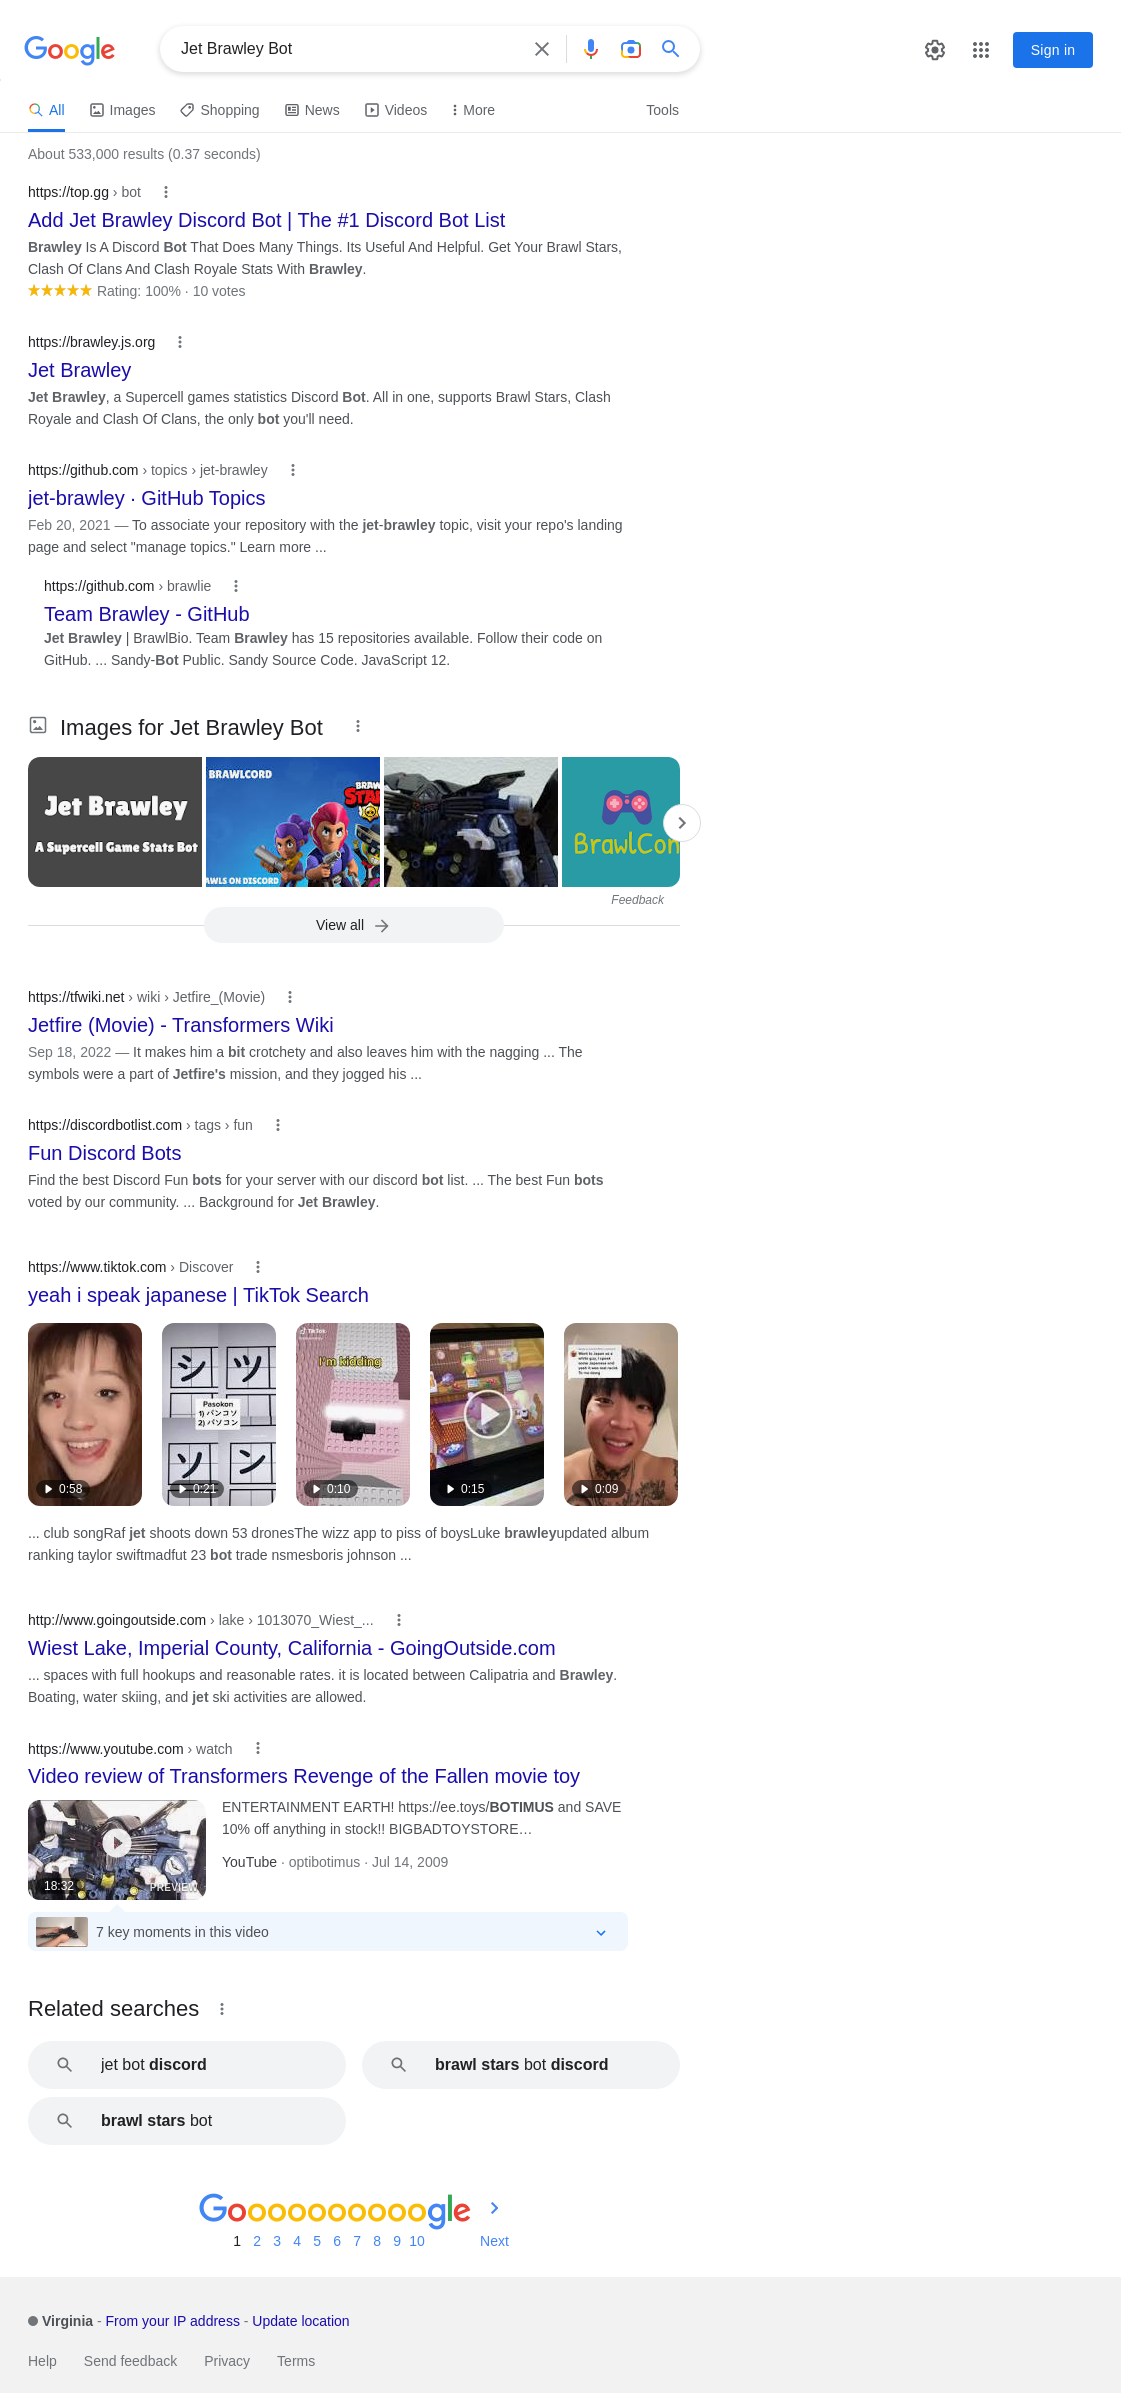 Google
Jet Brawley Bot
Sign in
All
Images
Shopping
News
Videos
More
Tools
About 533,000 results (0.37 seconds)
https://top.gg › bot
Add Jet Brawley Discord Bot | The #1 Discord Bot List
Brawley Is A Discord Bot That Does Many Things. Its Useful And Helpful. Get Your Brawl Stars,
Clash Of Clans And Clash Royale Stats With Brawley.
Rating: 100% · 10 votes
https://brawley.js.org
Jet Brawley
Jet Brawley, a Supercell games statistics Discord Bot. All in one, supports Brawl Stars, Clash
Royale and Clash Of Clans, the only bot you'll need.
https://github.com › topics › jet-brawley
jet-brawley · GitHub Topics
Feb 20, 2021 — To associate your repository with the jet-brawley topic, visit your repo's landing
page and select "manage topics." Learn more ...
https://github.com › brawlie
Team Brawley - GitHub
Jet Brawley | BrawlBio. Team Brawley has 15 repositories available. Follow their code on
GitHub. ... Sandy-Bot Public. Sandy Source Code. JavaScript 12.
Images for Jet Brawley Bot
Jet Brawley
A Supercell Game Stats Bot
BRAWLCORD
BRAW
STA
AWLS ON DISCORD
BrawlCon
Feedback
View all
https://tfwiki.net › wiki › Jetfire_(Movie)
Jetfire (Movie) - Transformers Wiki
Sep 18, 2022 — It makes him a bit crotchety and also leaves him with the nagging ... The
symbols were a part of Jetfire's mission, and they jogged his ...
https://discordbotlist.com › tags › fun
Fun Discord Bots
Find the best Discord Fun bots for your server with our discord bot list. ... The best Fun bots
voted by our community. ... Background for Jet Brawley.
https://www.tiktok.com › Discover
yeah i speak japanese | TikTok Search
シ ツ
Pasokon
1) パンコソ
2) パソコン
ソ ン
TikTok
I'm kidding
0:58
0:21
0:10
0:15
0:09
... club songRaf jet shoots down 53 dronesThe wizz app to piss of boysLuke brawleyupdated album
ranking taylor swiftmadfut 23 bot trade nsmesboris johnson ...
http://www.goingoutside.com › lake › 1013070_Wiest_...
Wiest Lake, Imperial County, California - GoingOutside.com
... spaces with full hookups and reasonable rates. it is located between Calipatria and Brawley.
Boating, water skiing, and jet ski activities are allowed.
https://www.youtube.com › watch
Video review of Transformers Revenge of the Fallen movie toy
ENTERTAINMENT EARTH! https://ee.toys/BOTIMUS and SAVE
10% off anything in stock!! BIGBADTOYSTORE…
YouTube · optibotimus · Jul 14, 2009
18:32
PREVIEW
7 key moments in this video
Related searches
jet bot discord
brawl stars bot discord
brawl stars bot
Goooooooooogle
1 2 3 4 5 6 7 8 9 10 Next
Virginia - From your IP address - Update location
Help Send feedback Privacy Terms